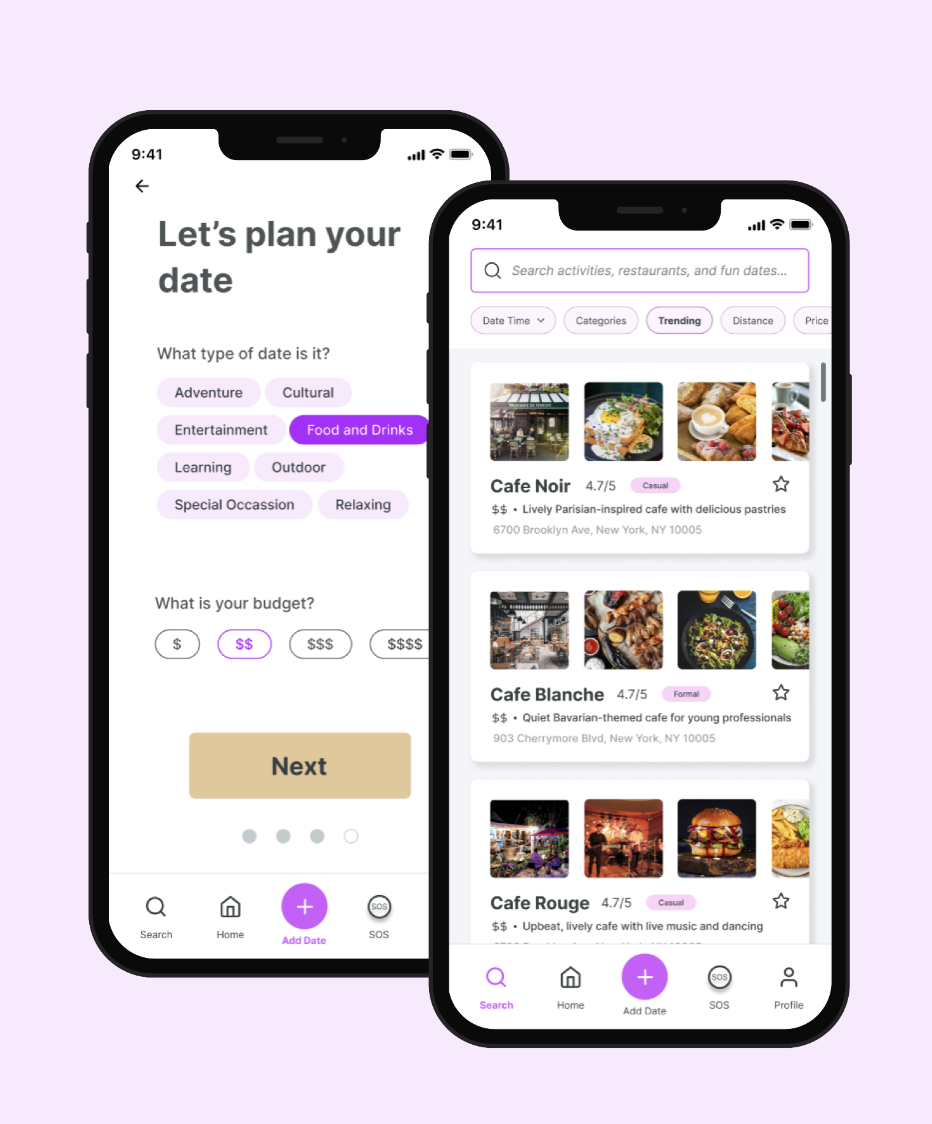 9:41
Let's plan your
date
What type of date is it?
Adventure Cultural
Entertainment Food and Drinks
Learning Outdoor
Special Occassion Relaxing
What is your budget?
$ $$ $$$ $$$$
Next
Search Home Add Date SOS SOS
9:41
Search activities, restaurants, and fun dates...
Date Time Categories Trending Distance Price
Cafe Noir 4.7/5 Casual
$$ • Lively Parisian-inspired cafe with delicious pastries
6700 Brooklyn Ave, New York, NY 10005
Cafe Blanche 4.7/5 Formal
$$ • Quiet Bavarian-themed cafe for young professionals
903 Cherrymore Blvd, New York, NY 10005
Cafe Rouge 4.7/5 Casual
$$ • Upbeat, lively cafe with live music and dancing
SOS
Search Home Add Date SOS Profile